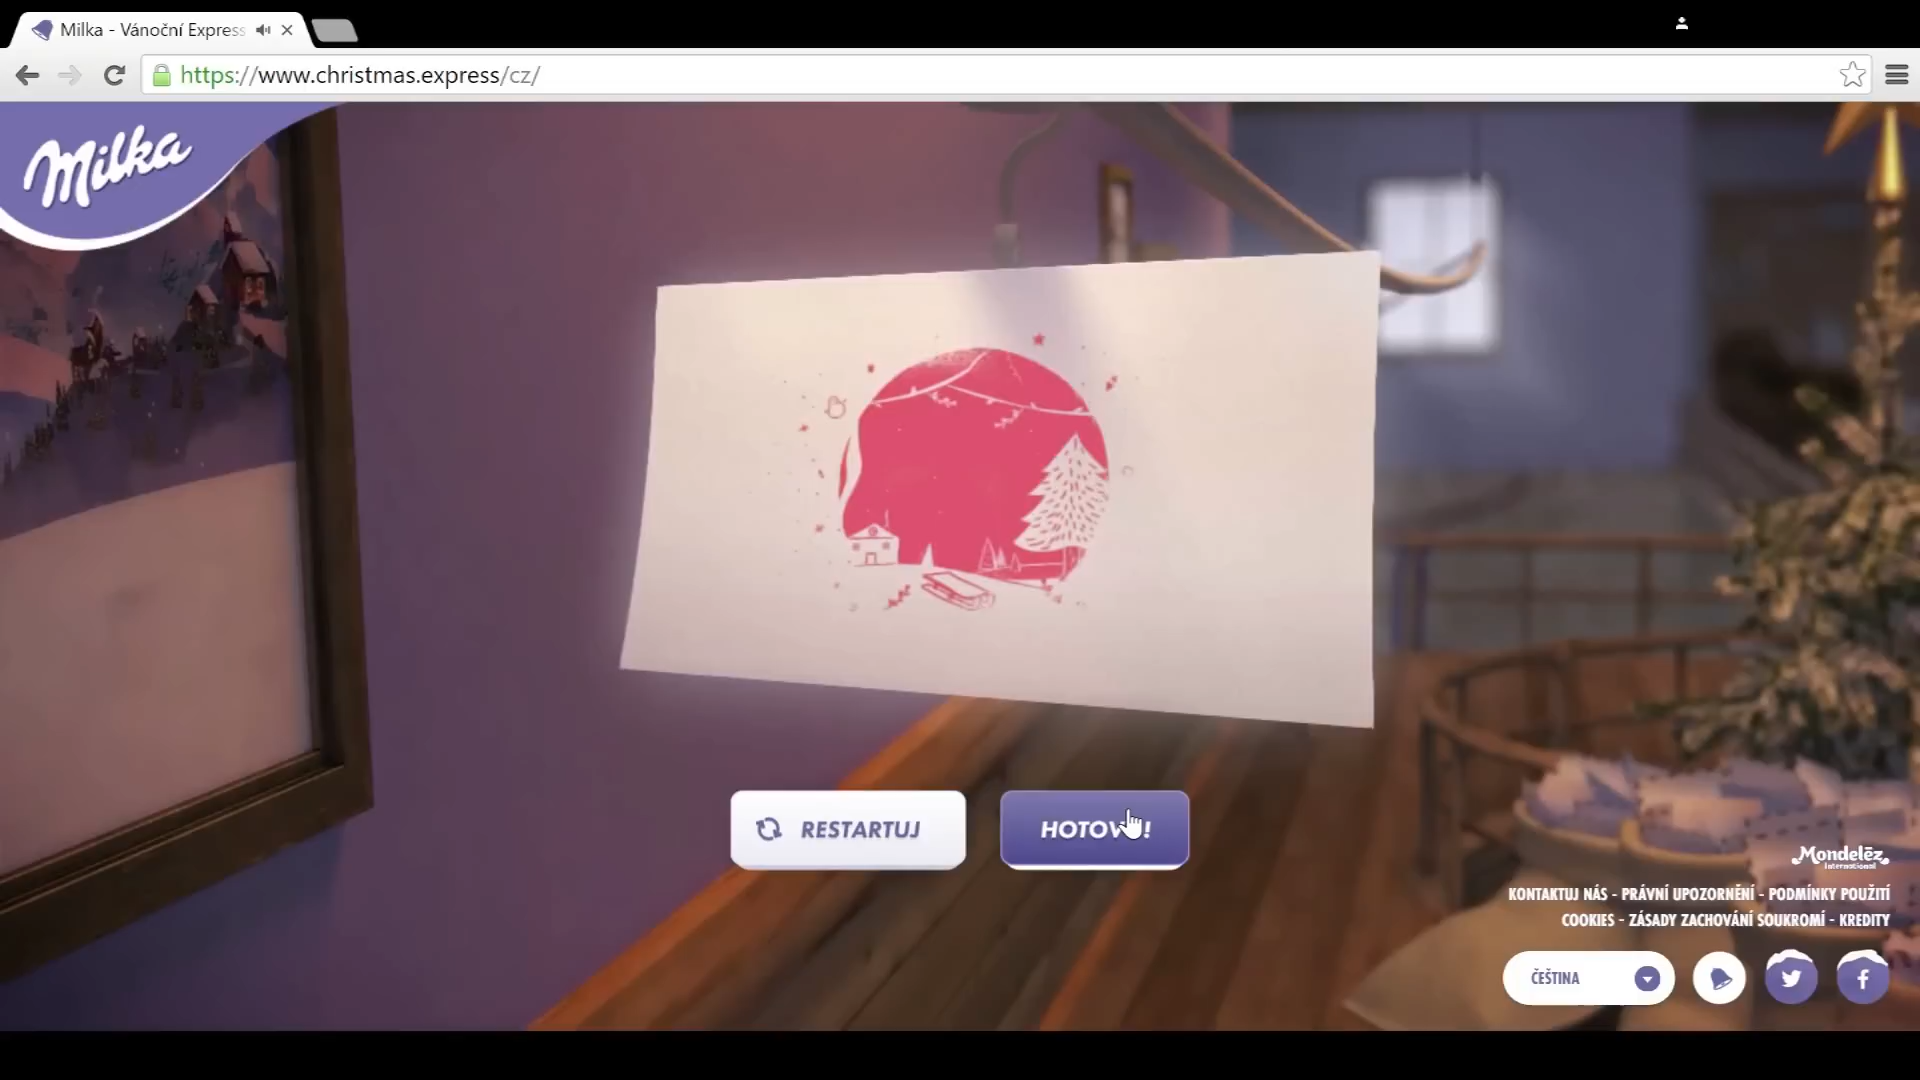 Milka - Vánoční Express
https://www.christmas.express/cz/
Milka
RESTARTUJ
Mondelēz
International
KONTAKTUJ NÁS - PRÁVNÍ UPOZORNĚNÍ - PODMÍNKY POUŽITÍ
COOKIES - ZÁSADY ZACHOVÁNÍ SOUKROMÍ - KREDITY
ČEŠTINA